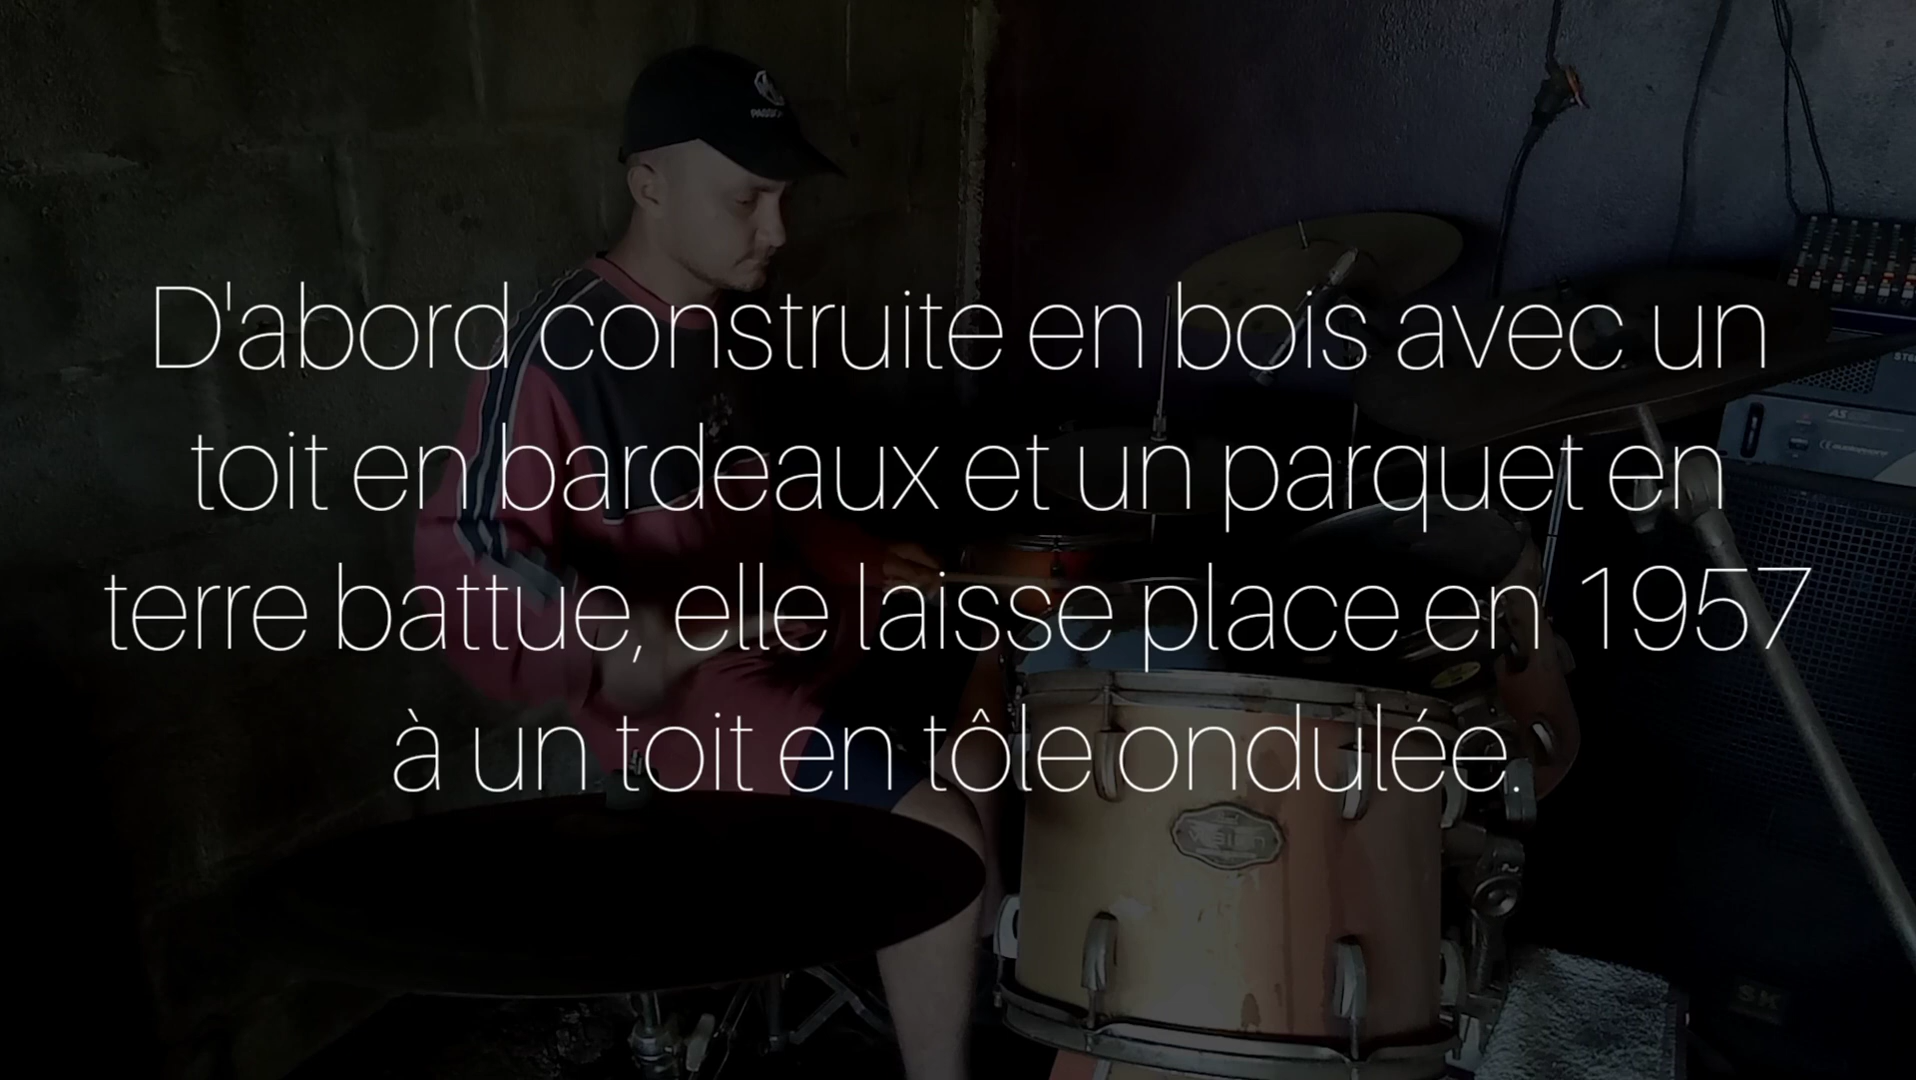 D'abord construite en bois avec un
toit en bardeaux et un parquet en
terre battue, elle laisse place en 1957
à un toit en tôle ondulée.
SK